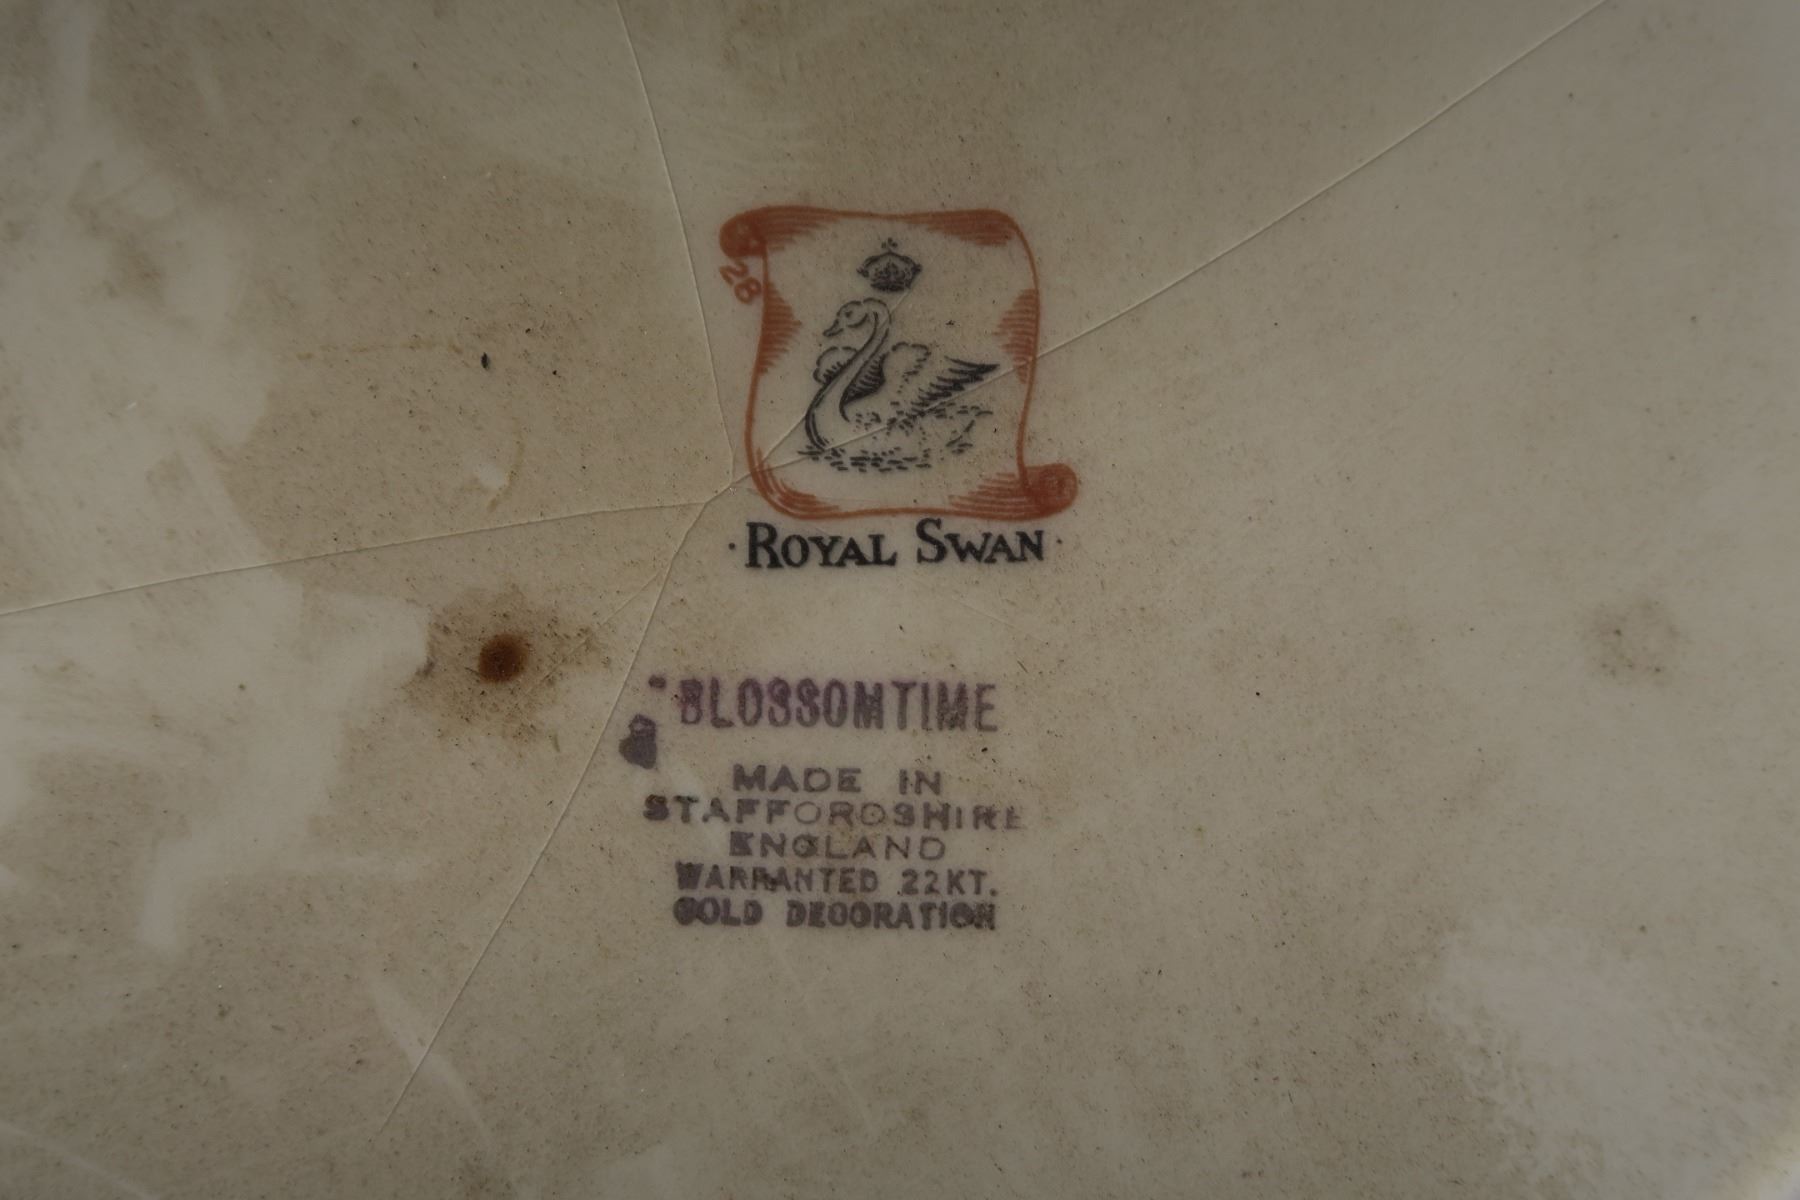 28
·ROYAL SWAN·
"BLOSSOMTIME
MADE IN
STAFFORDSHIRE
ENGLAND
WARRANTED 22KT.
GOLD DECORATION